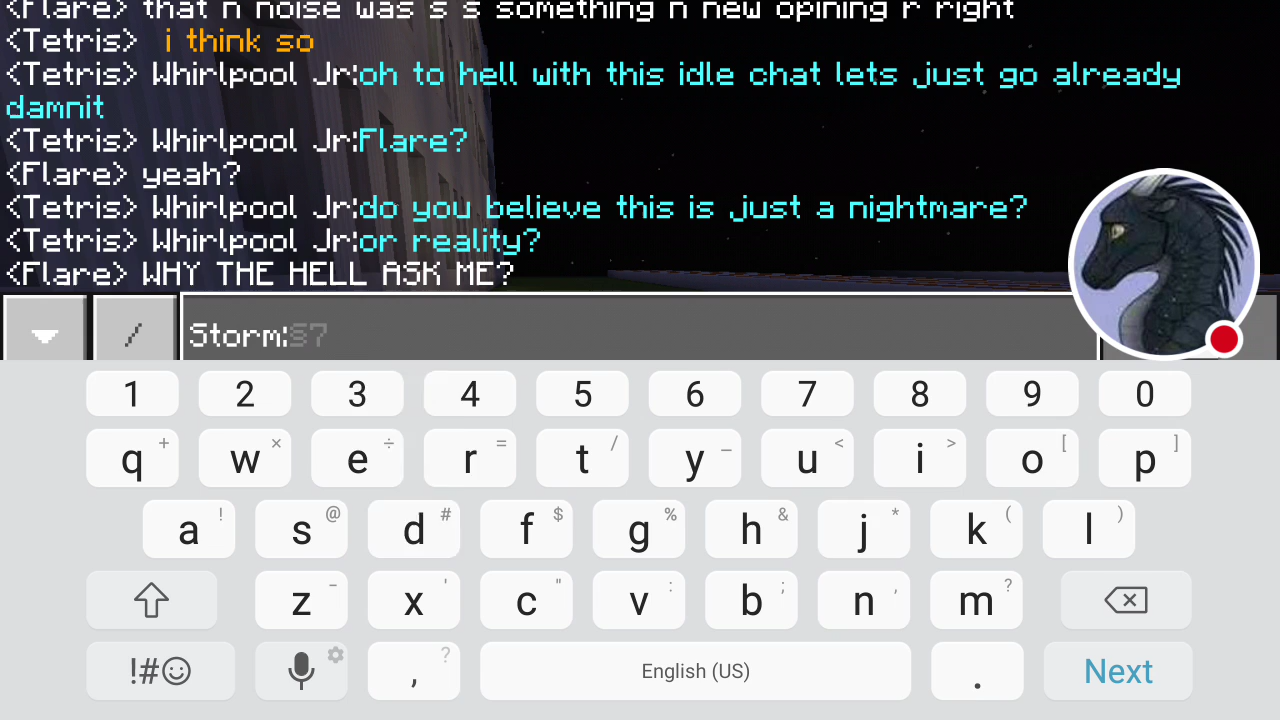 <Flare> that n noise was s s something n new opining r right
<Tetris> i think so
<Tetris> Whirlpool Jr:oh to hell with this idle chat lets just go already
damnit
<Tetris> Whirlpool Jr:Flare?
<Flare> yeah?
<Tetris> Whirlpool Jr:do you believe this is just a nightmare?
<Tetris> Whirlpool Jr:or reality?
<Flare> WHY THE HELL ASK ME?
/ Storm:S7
1 2 3 4 5 6 7 8 9 0
q + w × e ÷ r = t / y _ u < i > o [ p ]
a ! s @ d # f $ g % h & j * k ( l )
z - x ' c " v : b ; n , m ?
!#☺ , ? English (US) . Next